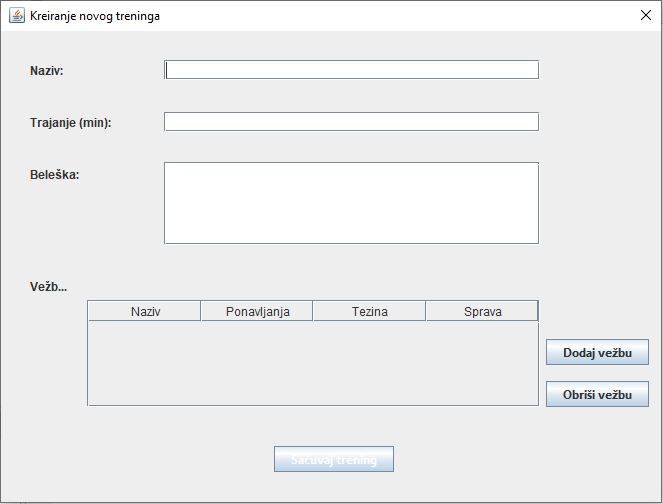 Kreiranje novog treninga
Naziv:
Trajanje (min):
Beleška:
Vežb...
Naziv Ponavljanja Tezina Sprava
Dodaj vežbu
Obriši vežbu
Sačuvaj trening